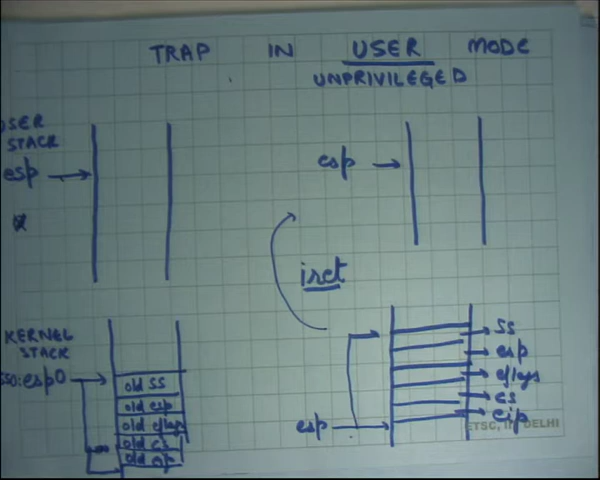 TRAP IN USER MODE
UNPRIVILEGED
USER
STACK
esp
esp
iret
KERNEL
STACK
SS0:esp0
old SS
old esp
old eflags
old cs
old eip
SS
esp
eflags
cs
eip
esp
ETSC, IIT DELHI